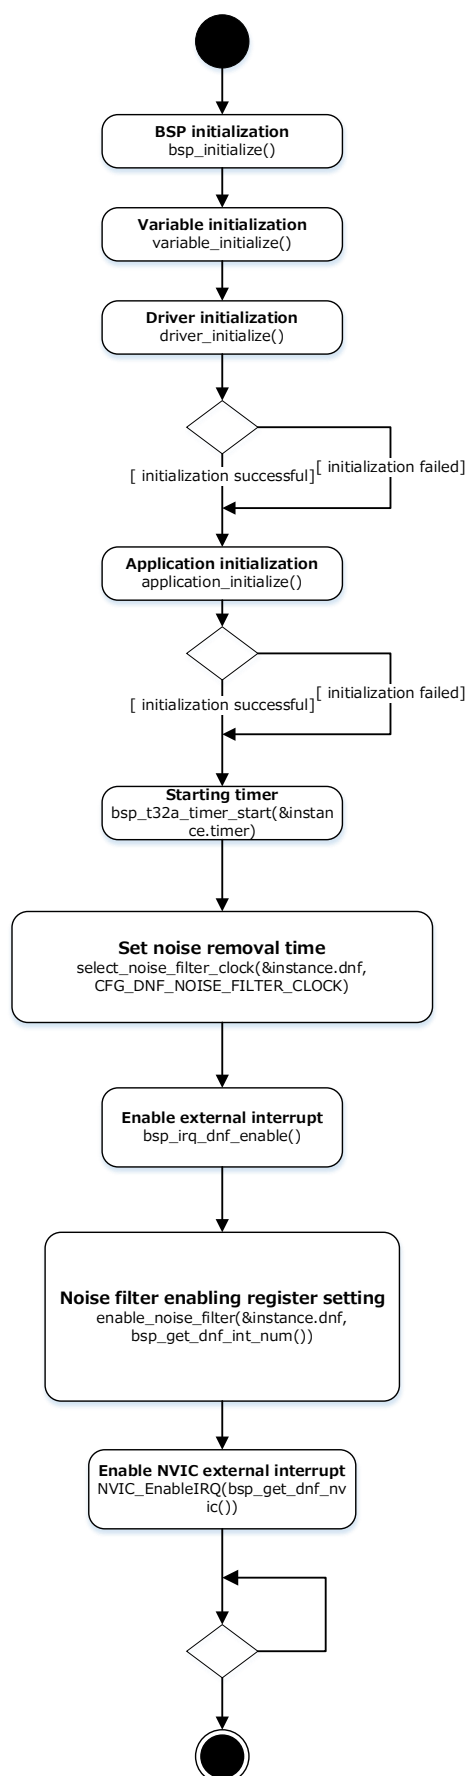 BSP initialization
bsp_initialize()
Variable initialization
variable_initialize()
Driver initialization
driver_initialize()
[ initialization successful]
[ initialization failed]
Application initialization
application_initialize()
[ initialization successful]
[ initialization failed]
Starting timer
bsp_t32a_timer_start(&instan
ce.timer)
Set noise removal time
select_noise_filter_clock(&instance.dnf,
CFG_DNF_NOISE_FILTER_CLOCK)
Enable external interrupt
bsp_irq_dnf_enable()
Noise filter enabling register setting
enable_noise_filter(&instance.dnf,
bsp_get_dnf_int_num())
Enable NVIC external interrupt
NVIC_EnableIRQ(bsp_get_dnf_nv
ic())